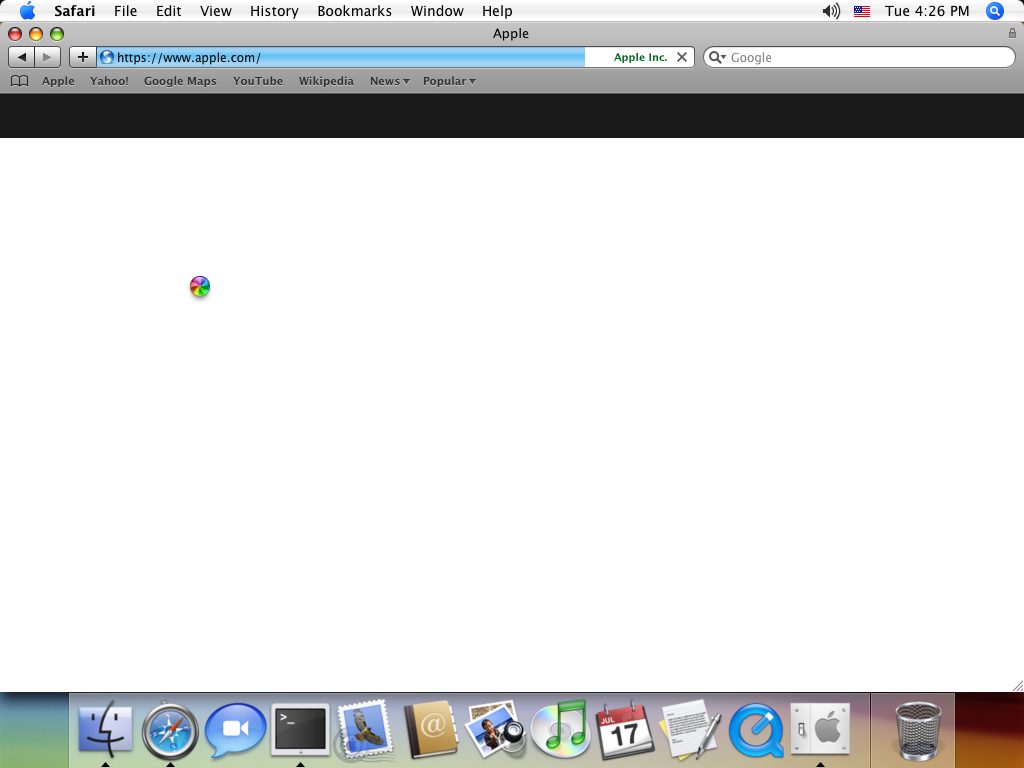 Safari File Edit View History Bookmarks Window Help Tue 4:26 PM
Apple
https://www.apple.com/ Apple Inc. Google
Apple Yahoo! Google Maps YouTube Wikipedia News Popular
>_
@
JUL
17